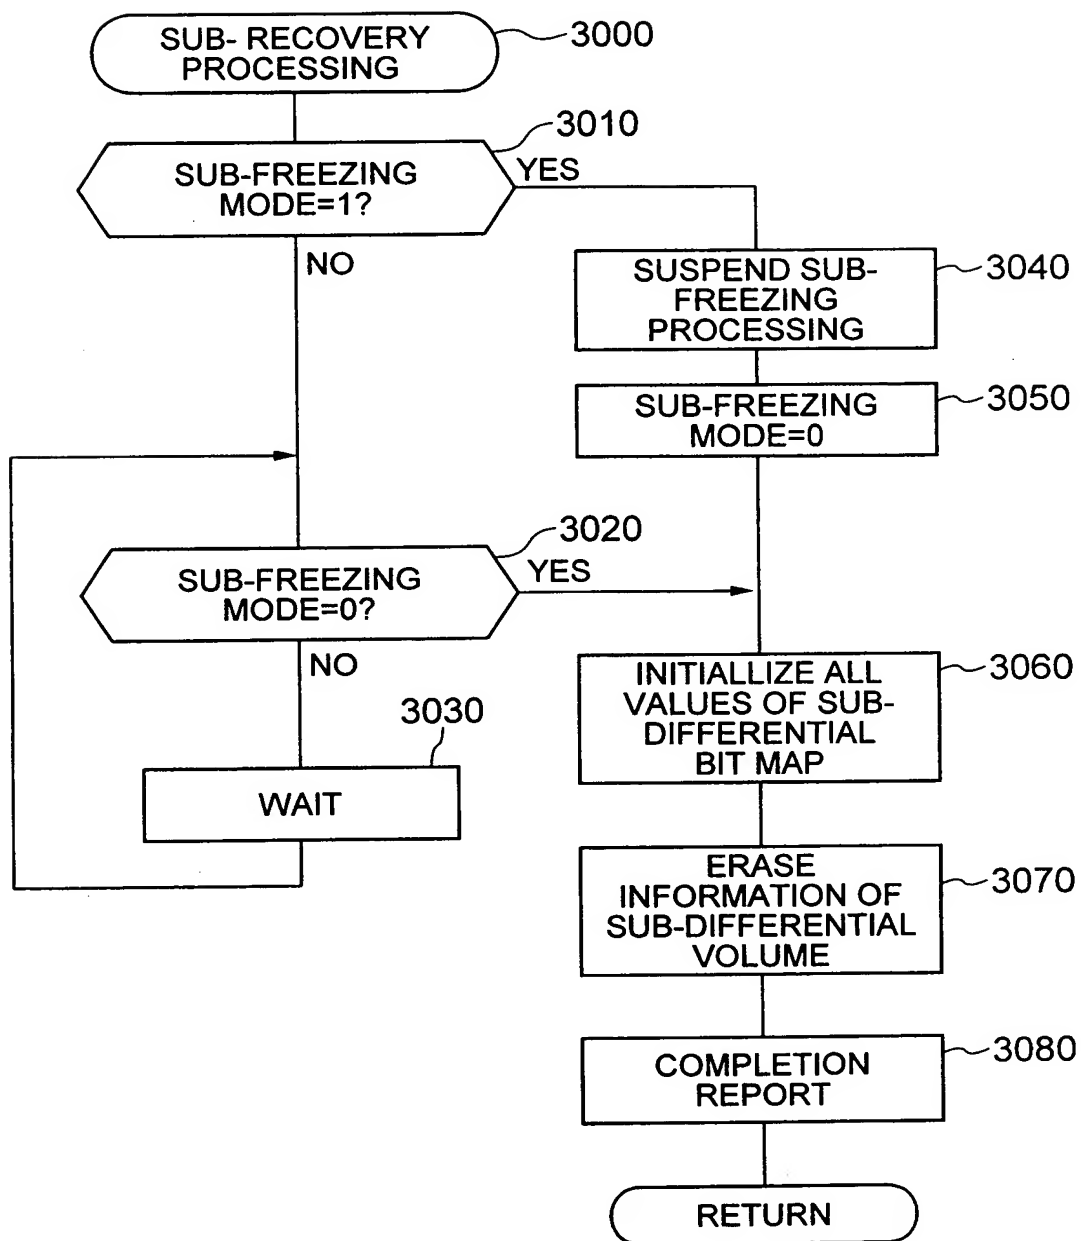 SUB- RECOVERY
PROCESSING
3000
3010
SUB-FREEZING
MODE=1?
YES
NO
SUSPEND SUB-
FREEZING
PROCESSING
3040
SUB-FREEZING
MODE=0
3050
3020
SUB-FREEZING
MODE=0?
YES
NO
3030
WAIT
INITIALLIZE ALL
VALUES OF SUB-
DIFFERENTIAL
BIT MAP
3060
ERASE
INFORMATION OF
SUB-DIFFERENTIAL
VOLUME
3070
COMPLETION
REPORT
3080
RETURN